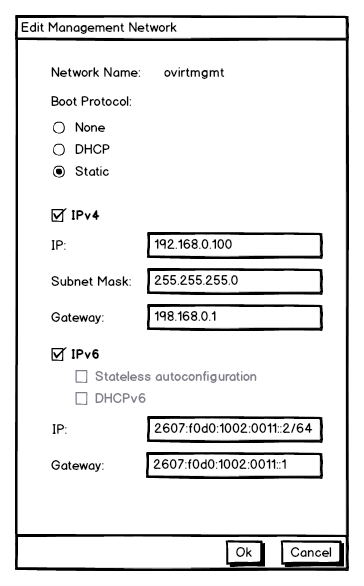 Edit Management Network
Network Name: ovirtmgmt
Boot Protocol:
None
DHCP
Static
IPv4
IP: 192.168.0.100
Subnet Mask: 255.255.255.0
Gateway: 198.168.0.1
IPv6
Stateless autoconfiguration
DHCPv6
IP: 2607:f0d0:1002:0011::2/64
Gateway: 2607:f0d0:1002:0011::1
Ok Cancel